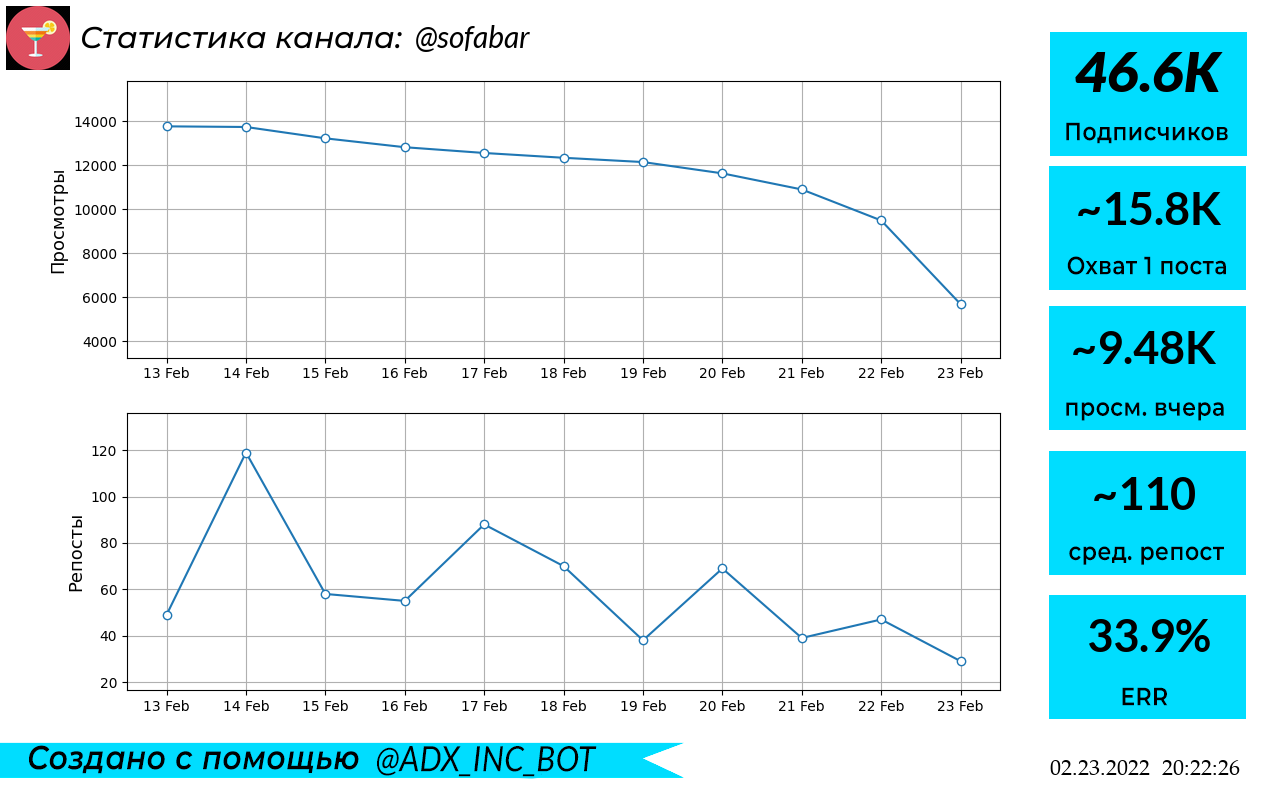 Статистика канала: @sofabar
Просмотры
14000
12000
10000
8000
6000
4000
13 Feb 14 Feb 15 Feb 16 Feb 17 Feb 18 Feb 19 Feb 20 Feb 21 Feb 22 Feb 23 Feb
Репосты
120
100
80
60
40
20
13 Feb 14 Feb 15 Feb 16 Feb 17 Feb 18 Feb 19 Feb 20 Feb 21 Feb 22 Feb 23 Feb
46.6K
Подписчиков
~15.8K
Охват 1 поста
~9.48K
просм. вчера
~110
сред. репост
33.9%
ERR
Создано с помощью @ADX_INC_BOT
02.23.2022 20:22:26